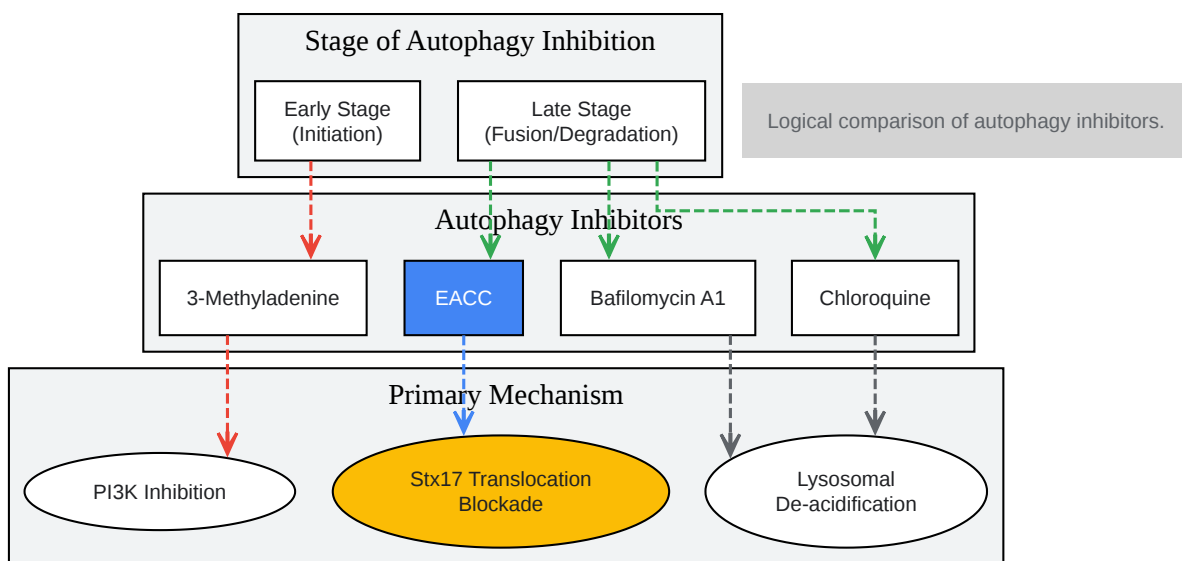 Stage of Autophagy Inhibition
Early Stage
(Initiation)
Late Stage
(Fusion/Degradation)
Logical comparison of autophagy inhibitors.
Autophagy Inhibitors
3-Methyladenine
EACC
Bafilomycin A1
Chloroquine
Primary Mechanism
PI3K Inhibition
Stx17 Translocation
Blockade
Lysosomal
De-acidification